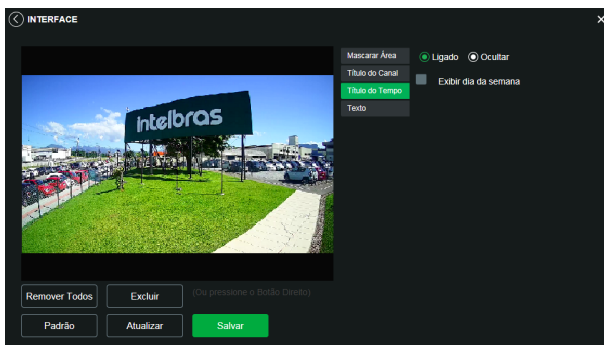 INTERFACE
Mascarar Área
Ligado Ocultar
Título do Canal
Exibir dia da semana
Título do Tempo
Texto
intelbras
Remover Todos Excluir (Ou pressione o Botão Direito)
Padrão Atualizar Salvar